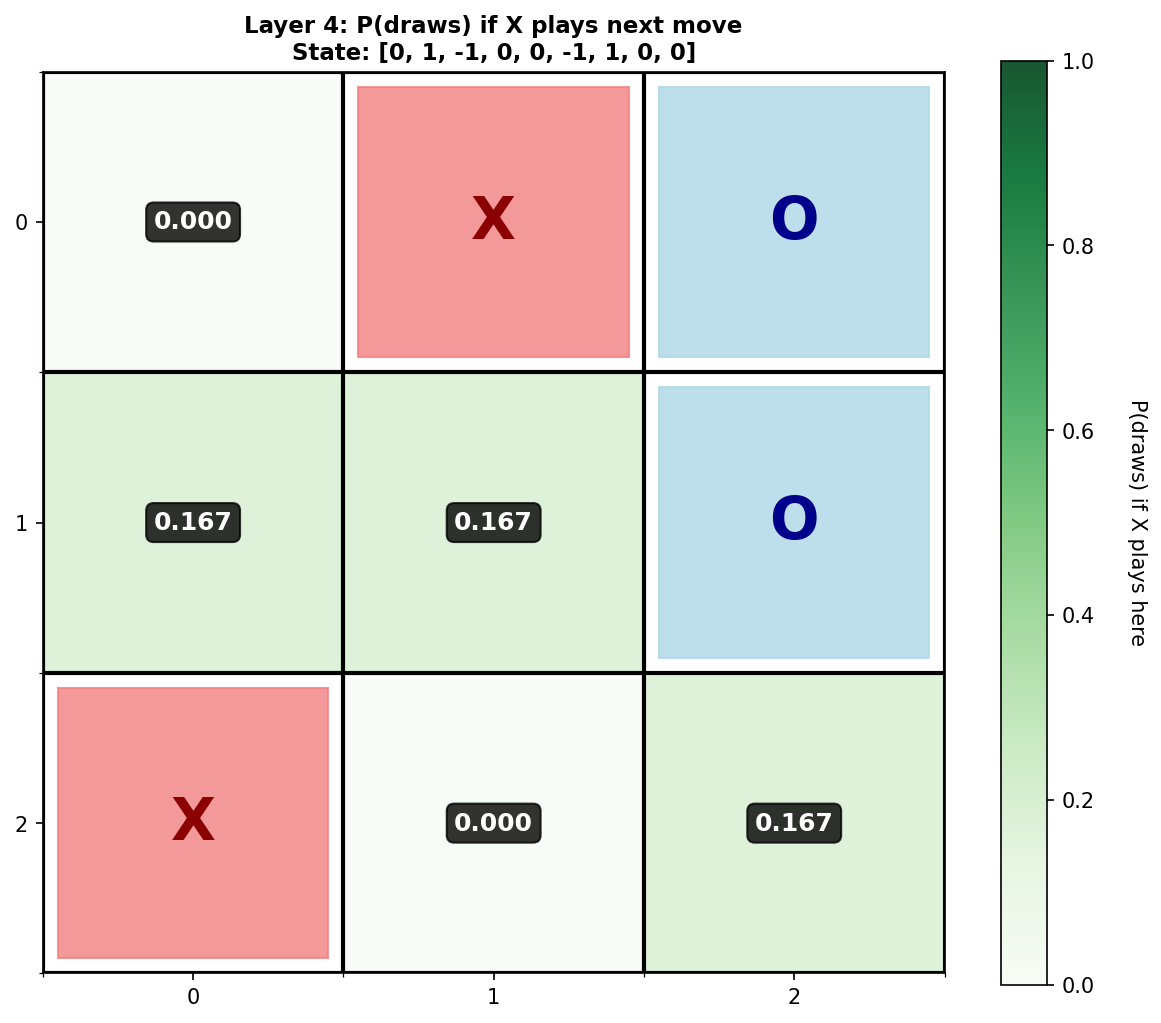 Layer 4: P(draws) if X plays next move
State: [0, 1, -1, 0, 0, -1, 1, 0, 0]
0
0.000
X
O
1
0.167
0.167
O
2
X
0.000
0.167
0
1
2
1.0
0.8
0.6
0.4
0.2
0.0
P(draws) if X plays here